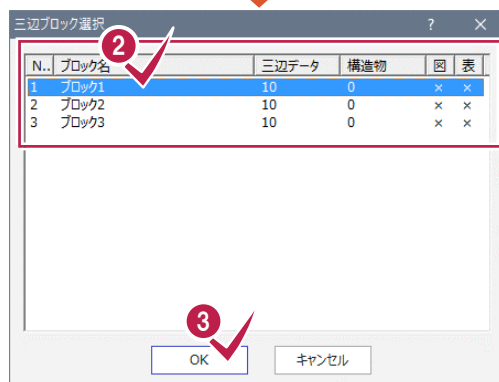 三辺ブロック選択 ? ×
2
N.. ブロック名 三辺データ 構造物 図 表
1 ブロック1 10 0 × ×
2 ブロック2 10 0 × ×
3 ブロック3 10 0 × ×
3
OK キャンセル